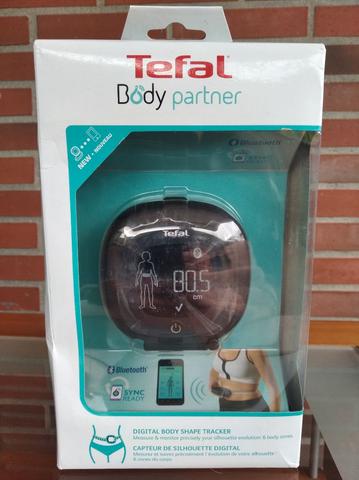 Tefal
Body partner
NEW - NOUVEAU
Bluetooth
Tefal
80.5
cm
Bluetooth
SYNC
READY
DIGITAL BODY SHAPE TRACKER
Measure & monitor precisely your silhouette evolution: 6 body zones
CAPTEUR DE SILHOUETTE DIGITAL
Mesurez et suivez précisément l'évolution de votre silhouette :
6 zones du corps